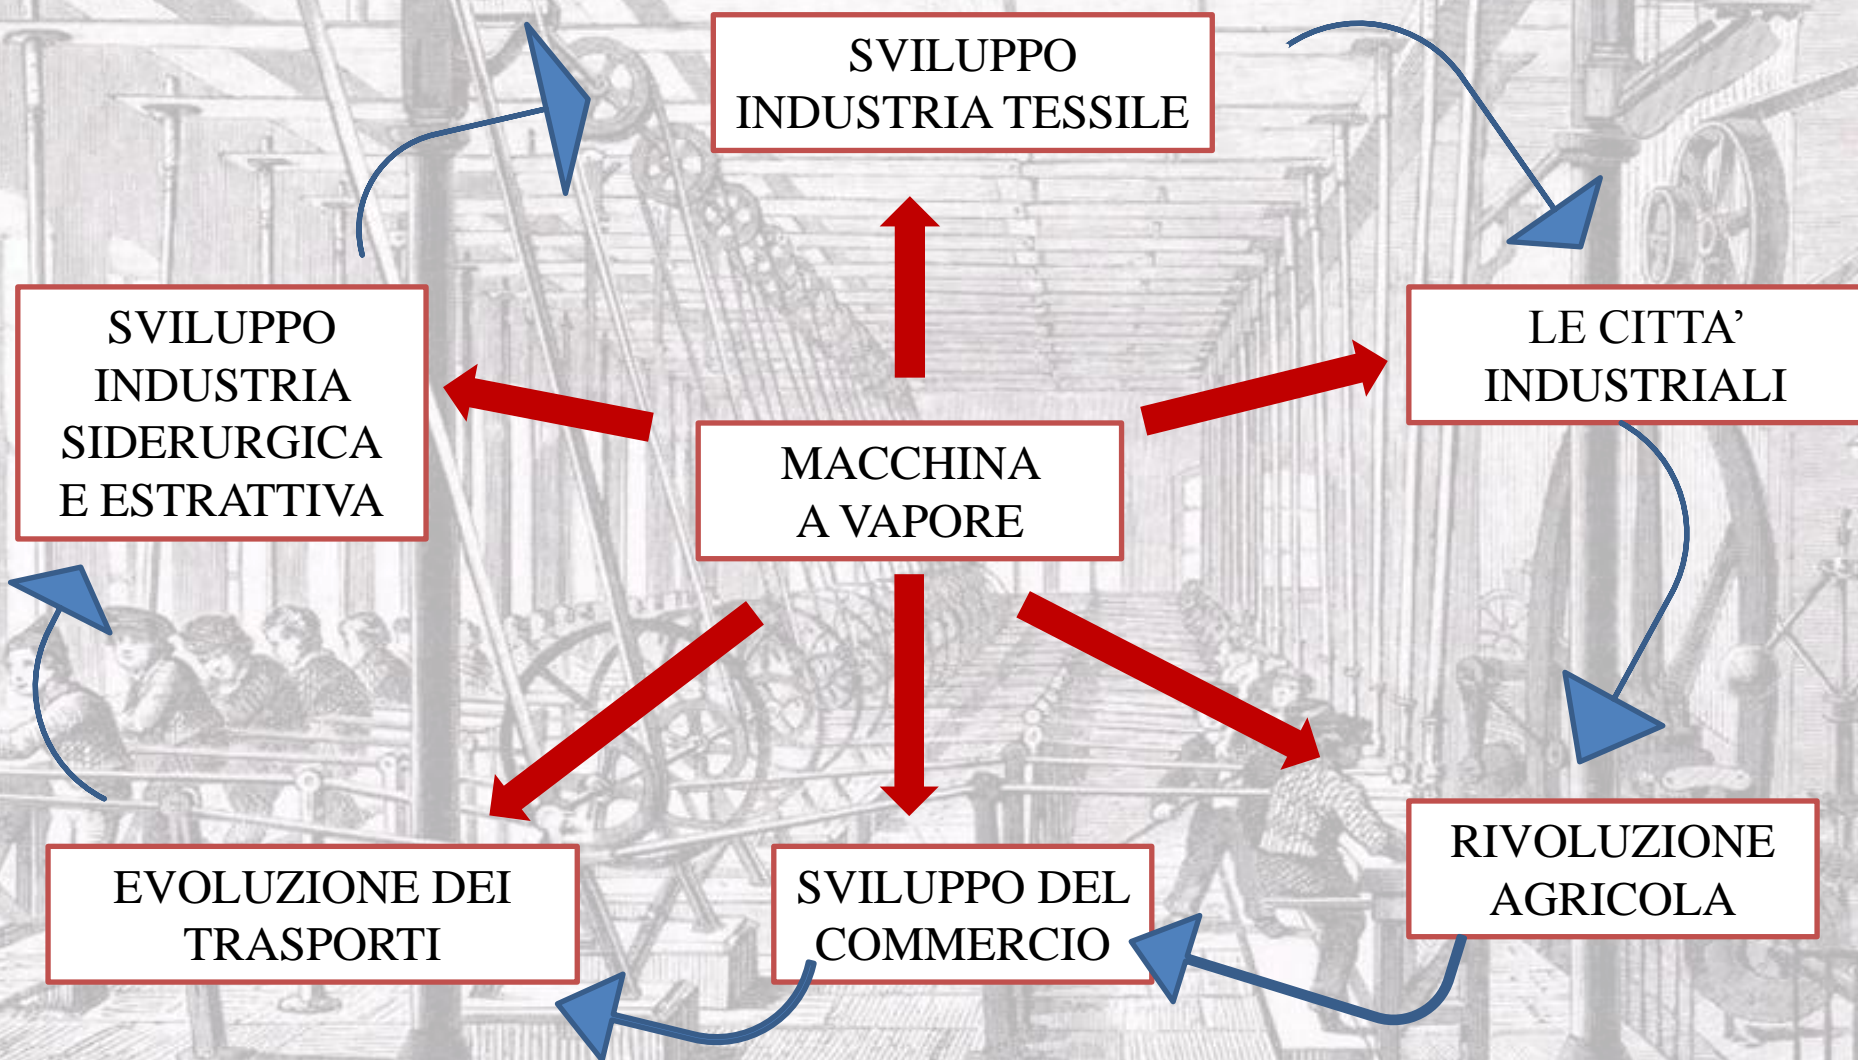 SVILUPPO
INDUSTRIA TESSILE
SVILUPPO
INDUSTRIA
SIDERURGICA
E ESTRATTIVA
LE CITTA’
INDUSTRIALI
MACCHINA
A VAPORE
EVOLUZIONE DEI
TRASPORTI
SVILUPPO DEL
COMMERCIO
RIVOLUZIONE
AGRICOLA